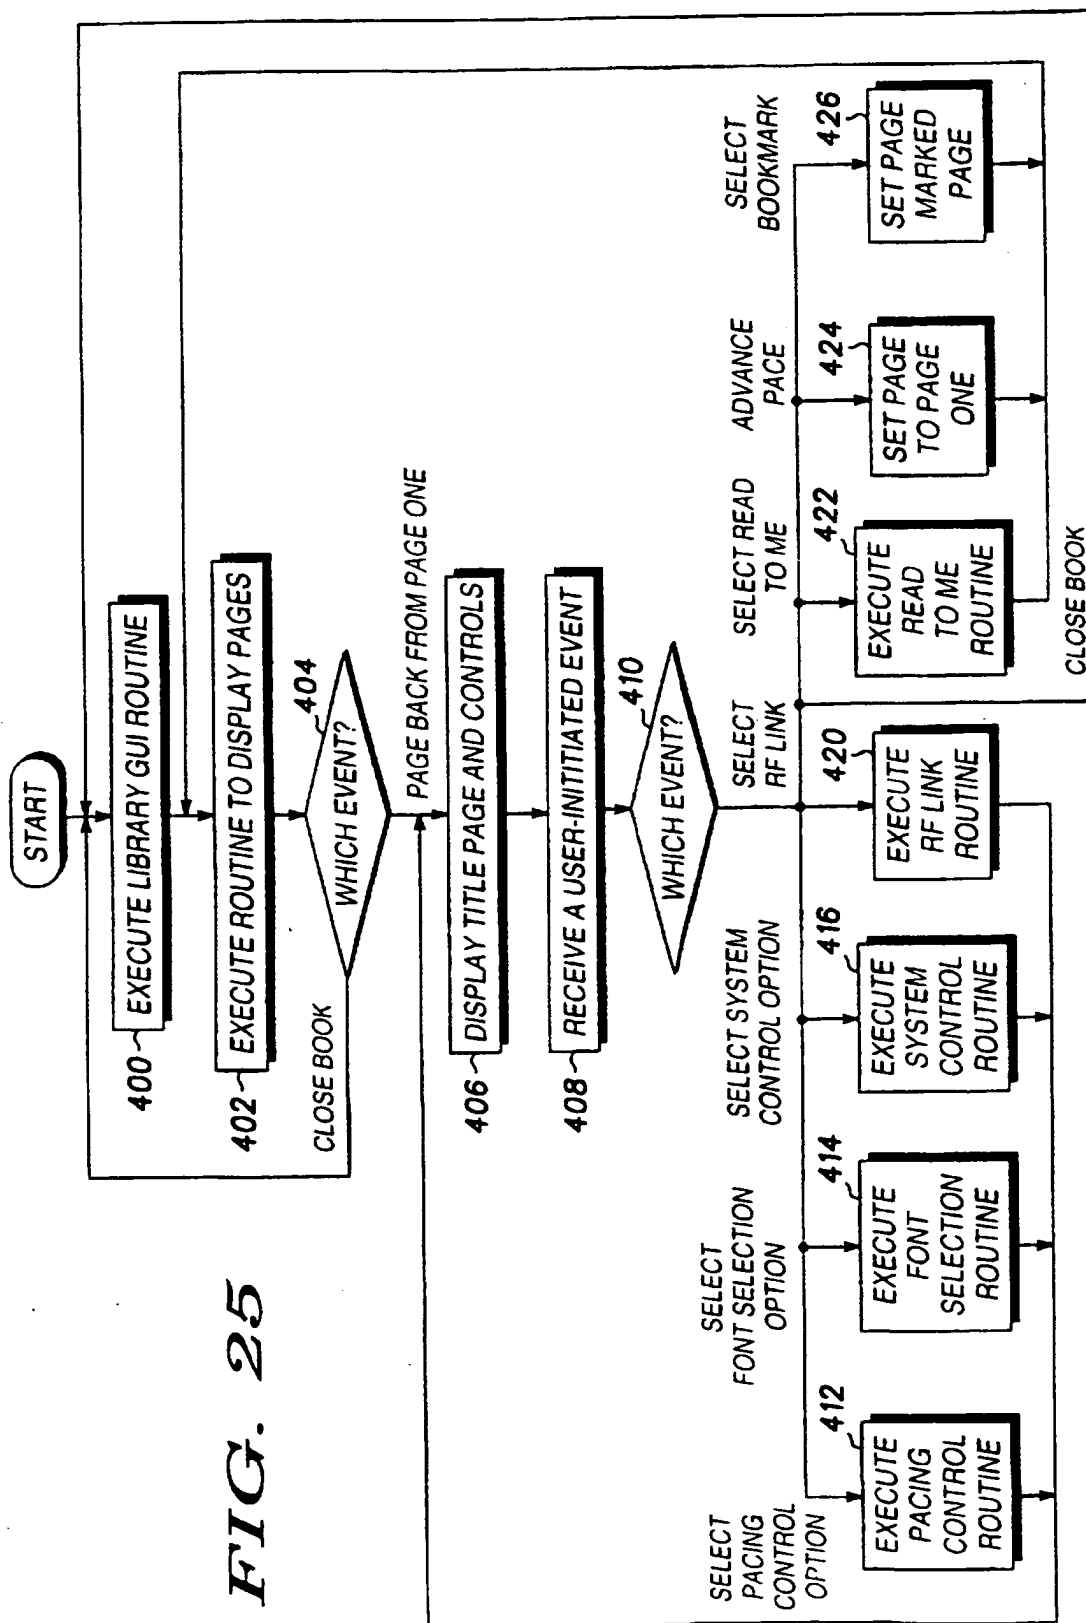 FIG. 25
START
EXECUTE LIBRARY GUI ROUTINE
400
EXECUTE ROUTINE TO DISPLAY PAGES
402
WHICH EVENT?
404
CLOSE BOOK
PAGE BACK FROM PAGE ONE
DISPLAY TITLE PAGE AND CONTROLS
406
RECEIVE A USER-INITIATED EVENT
408
WHICH EVENT?
410
SELECT
PACING
CONTROL
OPTION
412
EXECUTE
PACING
CONTROL
ROUTINE
SELECT
FONT SELECTION
OPTION
414
EXECUTE
FONT
SELECTION
ROUTINE
SELECT SYSTEM
CONTROL OPTION
416
EXECUTE
SYSTEM
CONTROL
ROUTINE
SELECT
RF LINK
420
EXECUTE
RF LINK
ROUTINE
SELECT READ
TO ME
422
EXECUTE
READ
TO ME
ROUTINE
ADVANCE
PACE
424
SET PAGE
TO PAGE
ONE
SELECT
BOOKMARK
426
SET PAGE
MARKED
PAGE
CLOSE BOOK